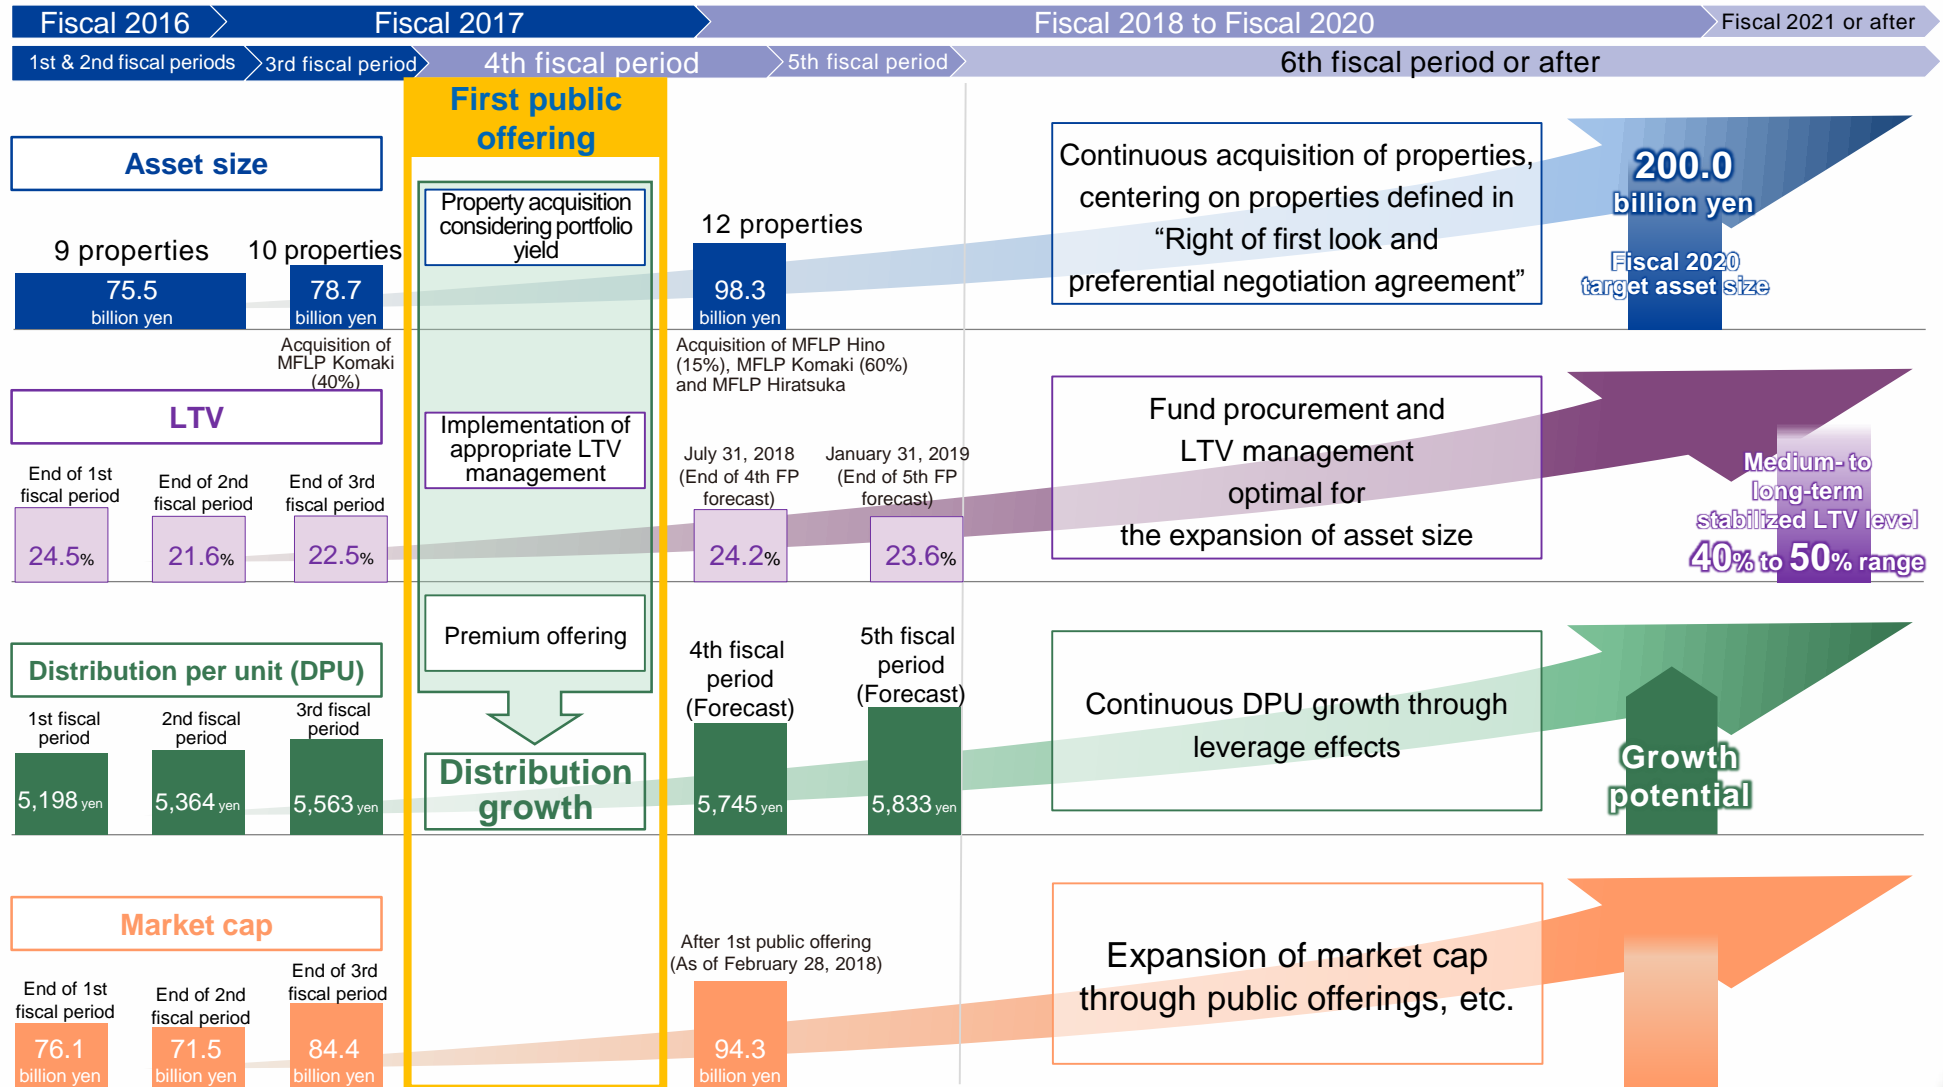 Fiscal 2016
Fiscal 2017
Fiscal 2018 to Fiscal 2020
Fiscal 2021 or after
1st & 2nd fiscal periods
3rd fiscal period
4th fiscal period
5th fiscal period
6th fiscal period or after
First public
offering
Asset size
9 properties
75.5
billion yen
10 properties
78.7
billion yen
Acquisition of
MFLP Komaki
(40%)
Property acquisition
considering portfolio
yield
12 properties
98.3
billion yen
Acquisition of MFLP Hino
(15%), MFLP Komaki (60%)
and MFLP Hiratsuka
Continuous acquisition of properties,
centering on properties defined in
“Right of first look and
preferential negotiation agreement”
200.0
billion yen
Fiscal 2020
target asset size
LTV
End of 1st
fiscal period
24.5%
End of 2nd
fiscal period
21.6%
End of 3rd
fiscal period
22.5%
Implementation of
appropriate LTV
management
July 31, 2018
(End of 4th FP
forecast)
24.2%
January 31, 2019
(End of 5th FP
forecast)
23.6%
Fund procurement and
LTV management
optimal for
the expansion of asset size
Medium- to
long-term
stabilized LTV level
40% to 50% range
Distribution per unit (DPU)
1st fiscal
period
5,198 yen
2nd fiscal
period
5,364 yen
3rd fiscal
period
5,563 yen
Premium offering
Distribution
growth
4th fiscal
period
(Forecast)
5,745 yen
5th fiscal
period
(Forecast)
5,833 yen
Continuous DPU growth through
leverage effects
Growth
potential
Market cap
End of 1st
fiscal period
76.1
billion yen
End of 2nd
fiscal period
71.5
billion yen
End of 3rd
fiscal period
84.4
billion yen
After 1st public offering
(As of February 28, 2018)
94.3
billion yen
Expansion of market cap
through public offerings, etc.